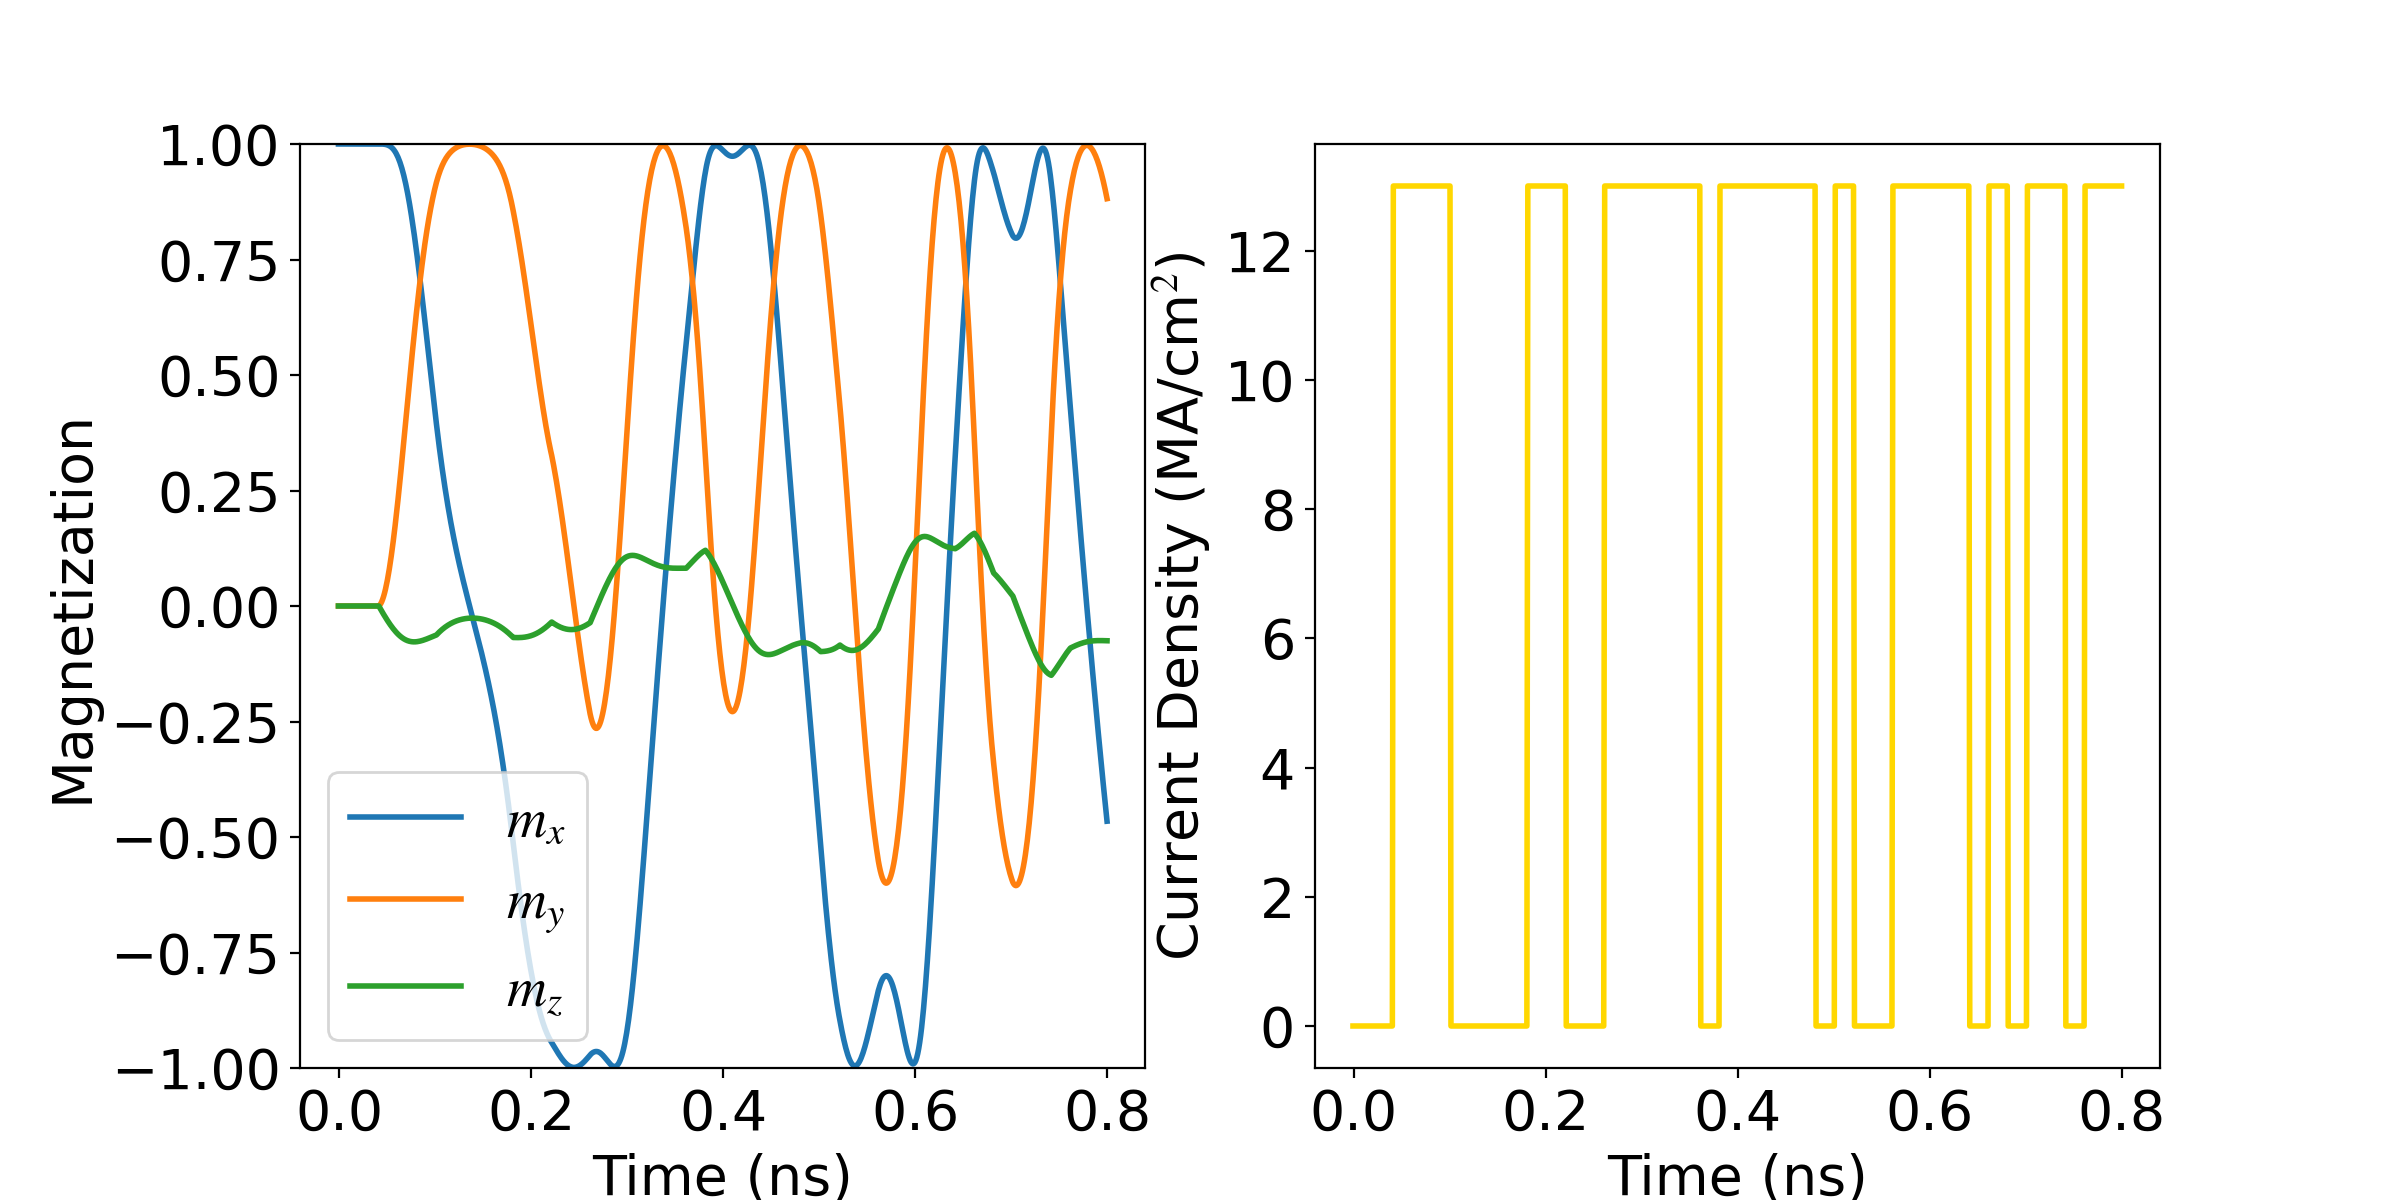 Magnetization
1.00
0.75
0.50
0.25
0.00
−0.25
−0.50
−0.75
−1.00
m_x
m_y
m_z
0.0 0.2 0.4 0.6 0.8
Time (ns)
Current Density (MA/cm²)
12
10
8
6
4
2
0
0.0 0.2 0.4 0.6 0.8
Time (ns)